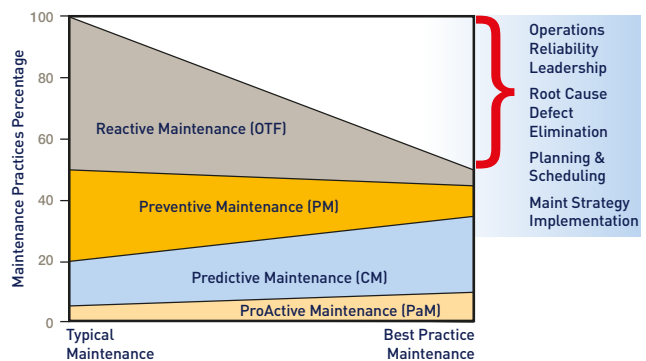 Maintenance Practices Percentage
100
80
60
40
20
0
Reactive Maintenance (OTF)
Preventive Maintenance (PM)
Predictive Maintenance (CM)
ProActive Maintenance (PaM)
Typical
Maintenance
Best Practice
Maintenance
Operations
Reliability
Leadership
Root Cause
Defect
Elimination
Planning &
Scheduling
Maint Strategy
Implementation